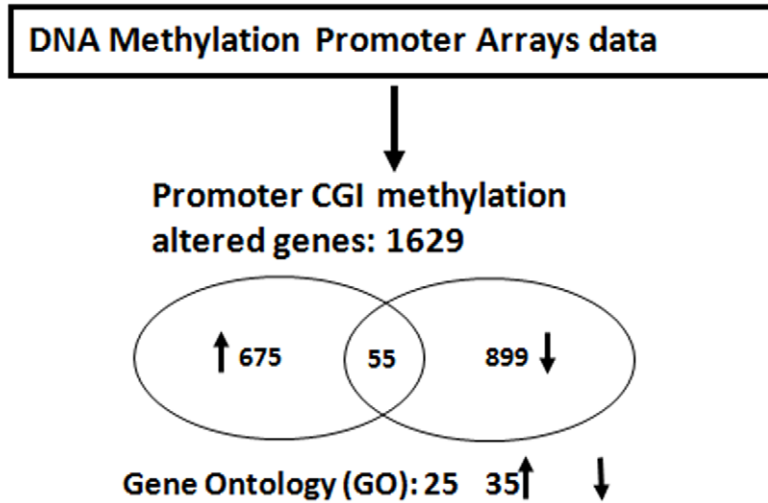 DNA Methylation Promoter Arrays data
Promoter CGI methylation
altered genes: 1629
↑ 675 55 899 ↓
Gene Ontology (GO): 25 35↑ ↓